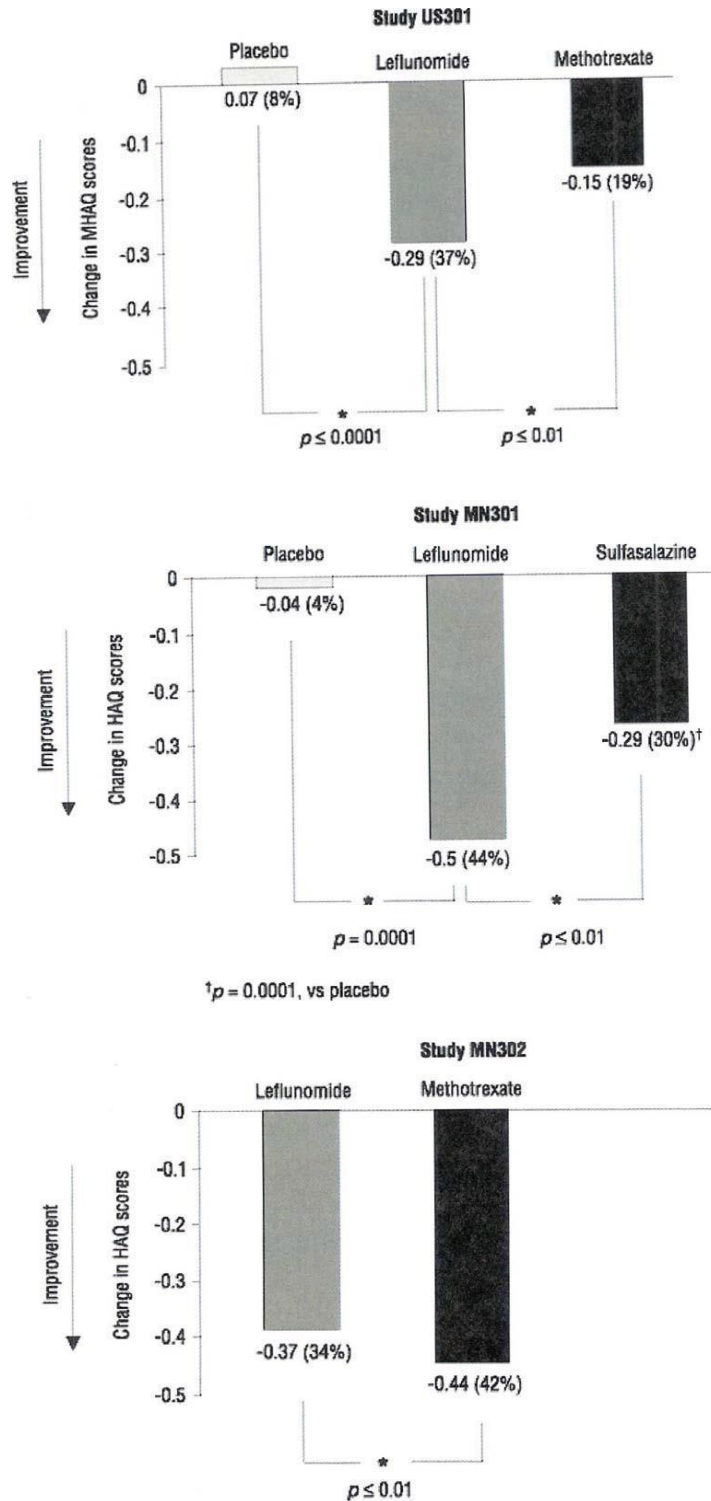 Study US301
Placebo
Leflunomide
Methotrexate
0
0.07 (8%)
-0.1
-0.15 (19%)
-0.2
-0.29 (37%)
-0.3
-0.4
-0.5
Improvement
Change in MHAQ scores
*
*
p ≤ 0.0001
p ≤ 0.01
Study MN301
Placebo
Leflunomide
Sulfasalazine
0
-0.04 (4%)
-0.1
-0.2
-0.29 (30%)†
-0.3
-0.4
-0.5
-0.5 (44%)
Improvement
Change in HAQ scores
*
*
p = 0.0001
p ≤ 0.01
†p = 0.0001, vs placebo
Study MN302
Leflunomide
Methotrexate
0
-0.1
-0.2
-0.3
-0.4
-0.37 (34%)
-0.5
-0.44 (42%)
Improvement
Change in HAQ scores
*
p ≤ 0.01